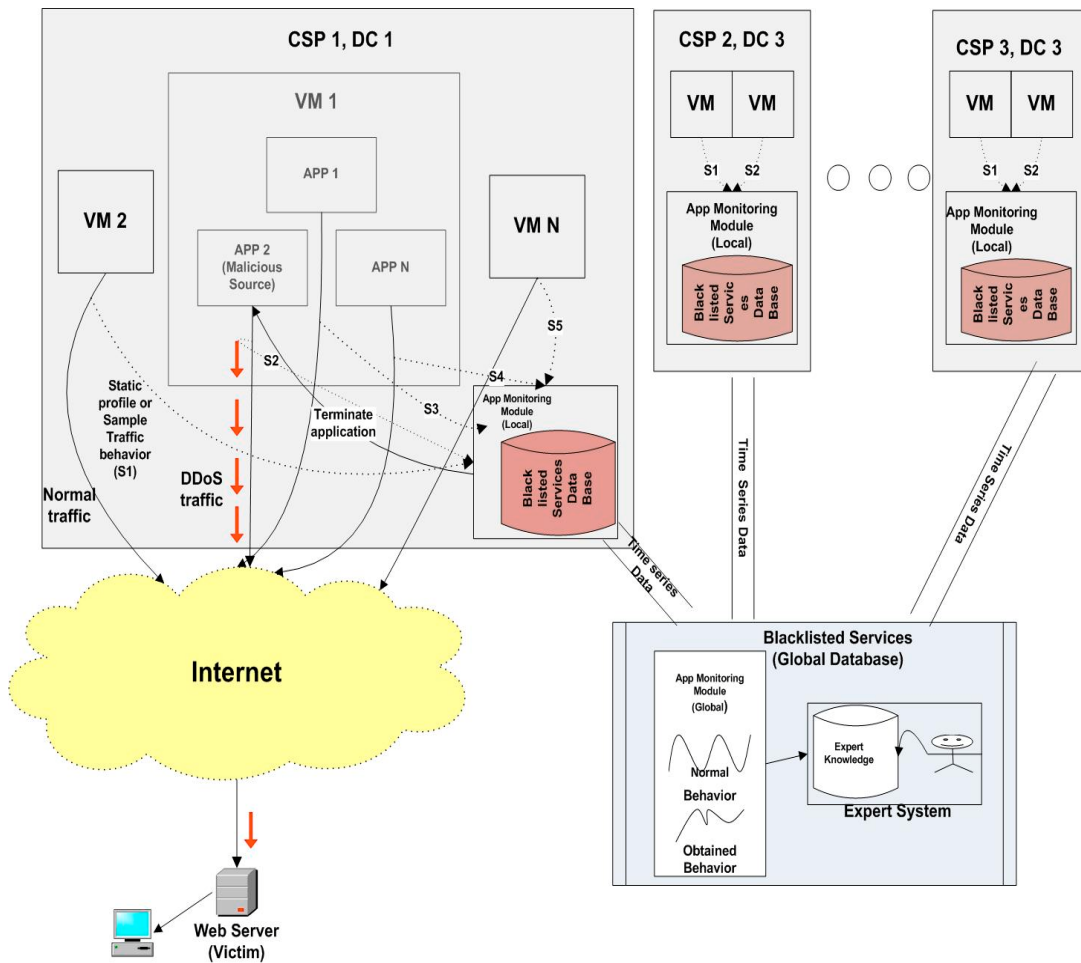 CSP 1, DC 1
VM 1
APP 1
VM 2
APP 2
(Malicious
Source)
APP N
VM N
S5
S2
S4
S3
Static
profile or
Sample
Traffic
behavior
(S1)
Terminate
application
App Monitoring
Module
(Local)
Black
listed
Services
Data
Base
Normal
traffic
DDoS
traffic
CSP 2, DC 3
VM
VM
S1
S2
App Monitoring
Module
(Local)
Black
listed
Servic
es
Data
Base
CSP 3, DC 3
VM
VM
S1
S2
App Monitoring
Module
(Local)
Black
listed
Servic
es
Data
Base
Time series
Data
Time Series Data
Time Series Data
Internet
Web Server
(Victim)
Blacklisted Services
(Global Database)
App Monitoring
Module
(Global)
Normal
Behavior
Obtained
Behavior
Expert
Knowledge
Expert System